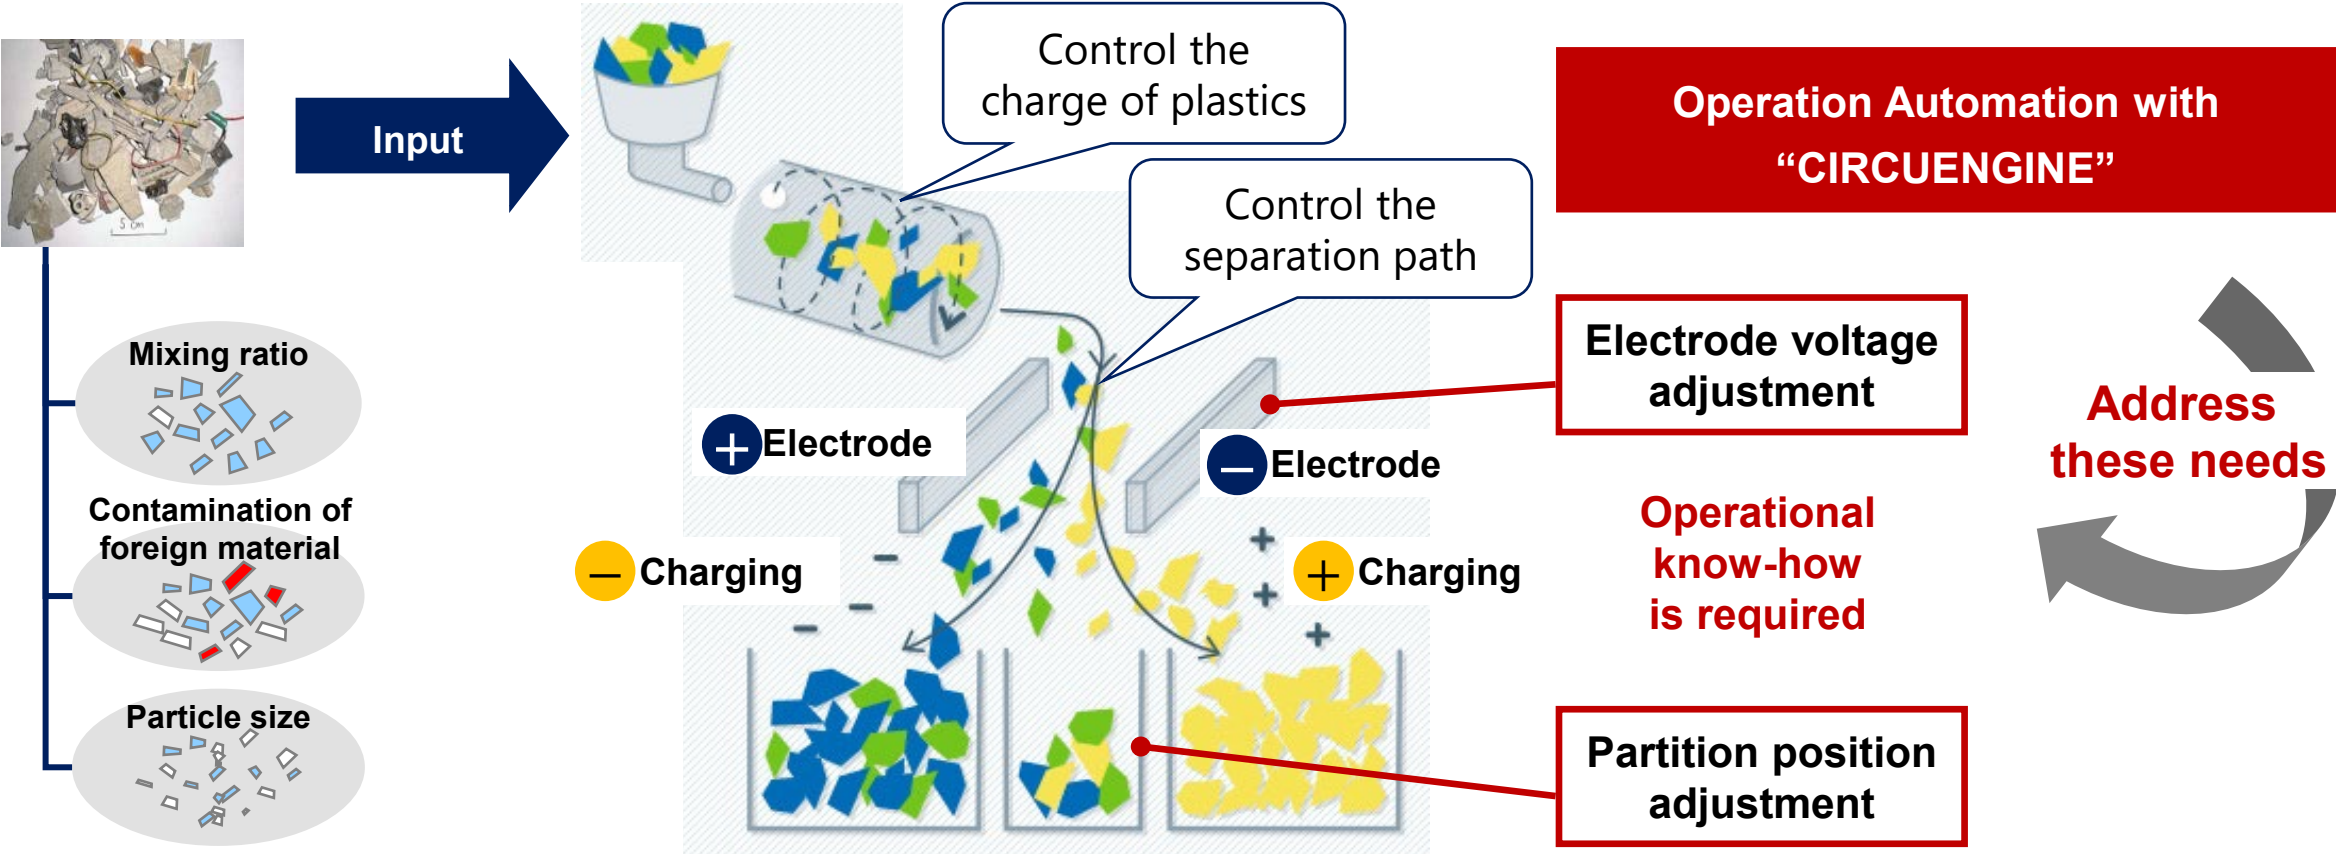 5 cm
Input
Mixing ratio
Contamination of
foreign material
Particle size
Control the
charge of plastics
Control the
separation path
+ Electrode
− Electrode
− Charging
+ Charging
−
−
−
+
+
+
Operation Automation with
“CIRCUENGINE”
Electrode voltage
adjustment
Address
these needs
Operational
know-how
is required
Partition position
adjustment